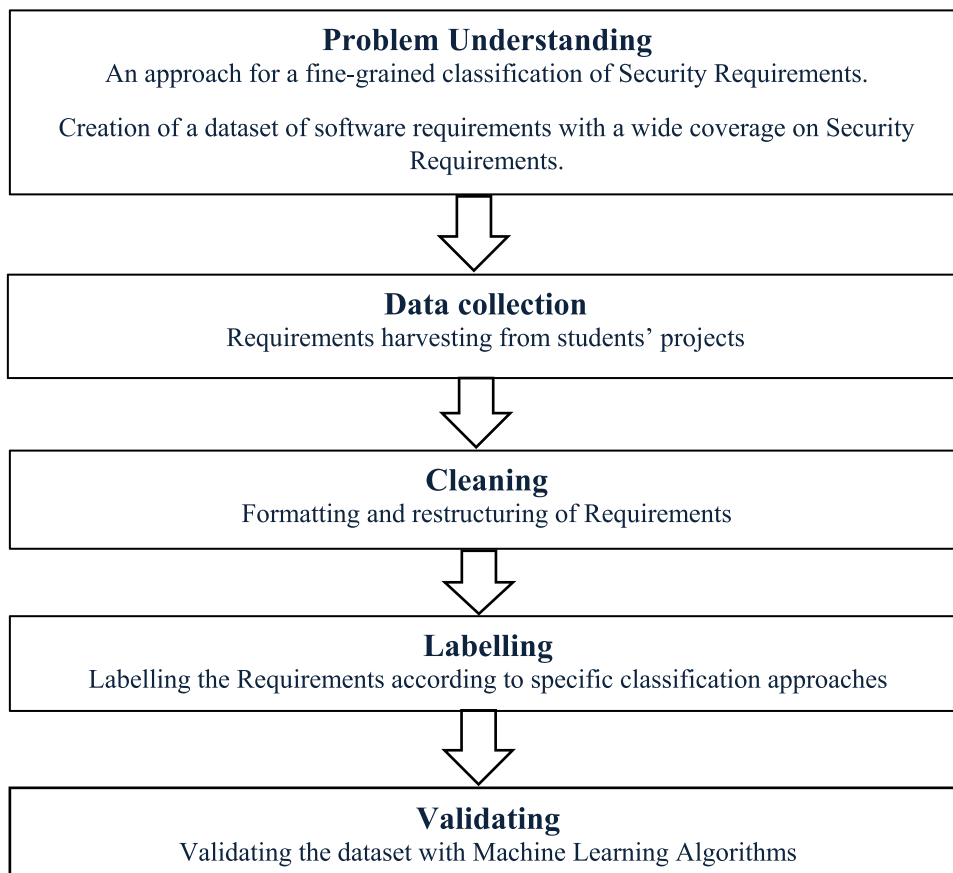 Problem Understanding
An approach for a fine-grained classification of Security Requirements.
Creation of a dataset of software requirements with a wide coverage on Security
Requirements.
Data collection
Requirements harvesting from students’ projects
Cleaning
Formatting and restructuring of Requirements
Labelling
Labelling the Requirements according to specific classification approaches
Validating
Validating the dataset with Machine Learning Algorithms